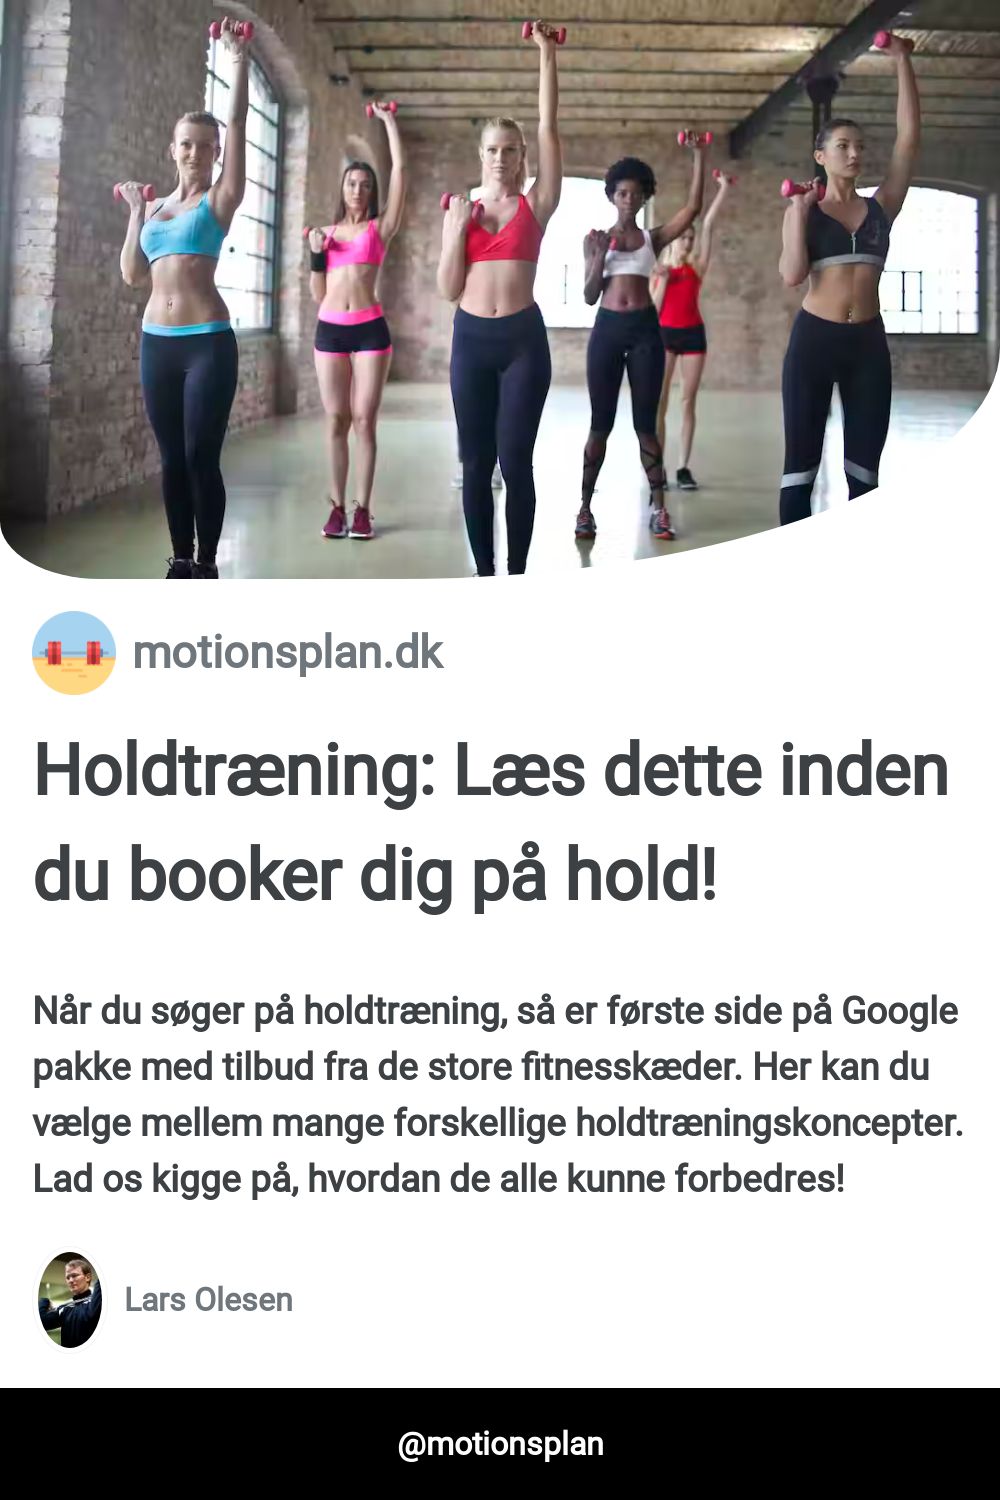 motionsplan.dk
Holdtræning: Læs dette inden
du booker dig på hold!
Når du søger på holdtræning, så er første side på Google
pakke med tilbud fra de store fitnesskæder. Her kan du
vælge mellem mange forskellige holdtræningskoncepter.
Lad os kigge på, hvordan de alle kunne forbedres!
Lars Olesen
@motionsplan